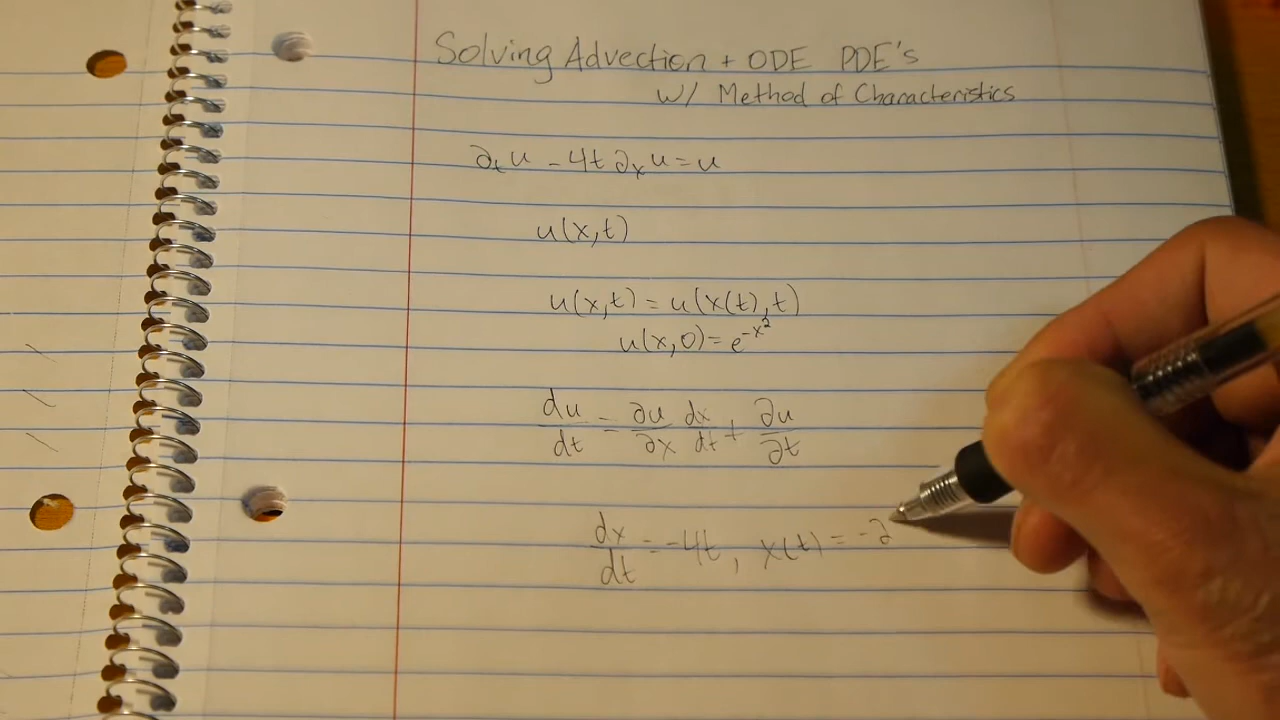 Solving Advection + ODE PDE's
W/ Method of Characteristics
∂ₜu - 4t ∂ₓu = u
u(x,t)
u(x,t) = u(x(t),t)
u(x,0) = e^-x²
du/dt = ∂u/∂x dx/dt + ∂u/∂t
dx/dt = -4t, x(t) = -2